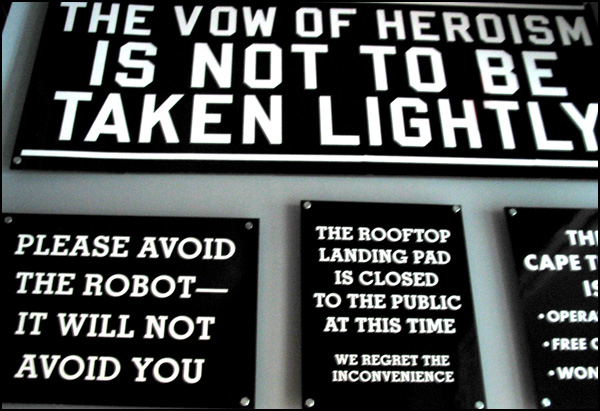 THE VOW OF HEROISM
IS NOT TO BE
TAKEN LIGHTLY
PLEASE AVOID
THE ROBOT—
IT WILL NOT
AVOID YOU
THE ROOFTOP
LANDING PAD
IS CLOSED
TO THE PUBLIC
AT THIS TIME
WE REGRET THE
INCONVENIENCE
CAPE